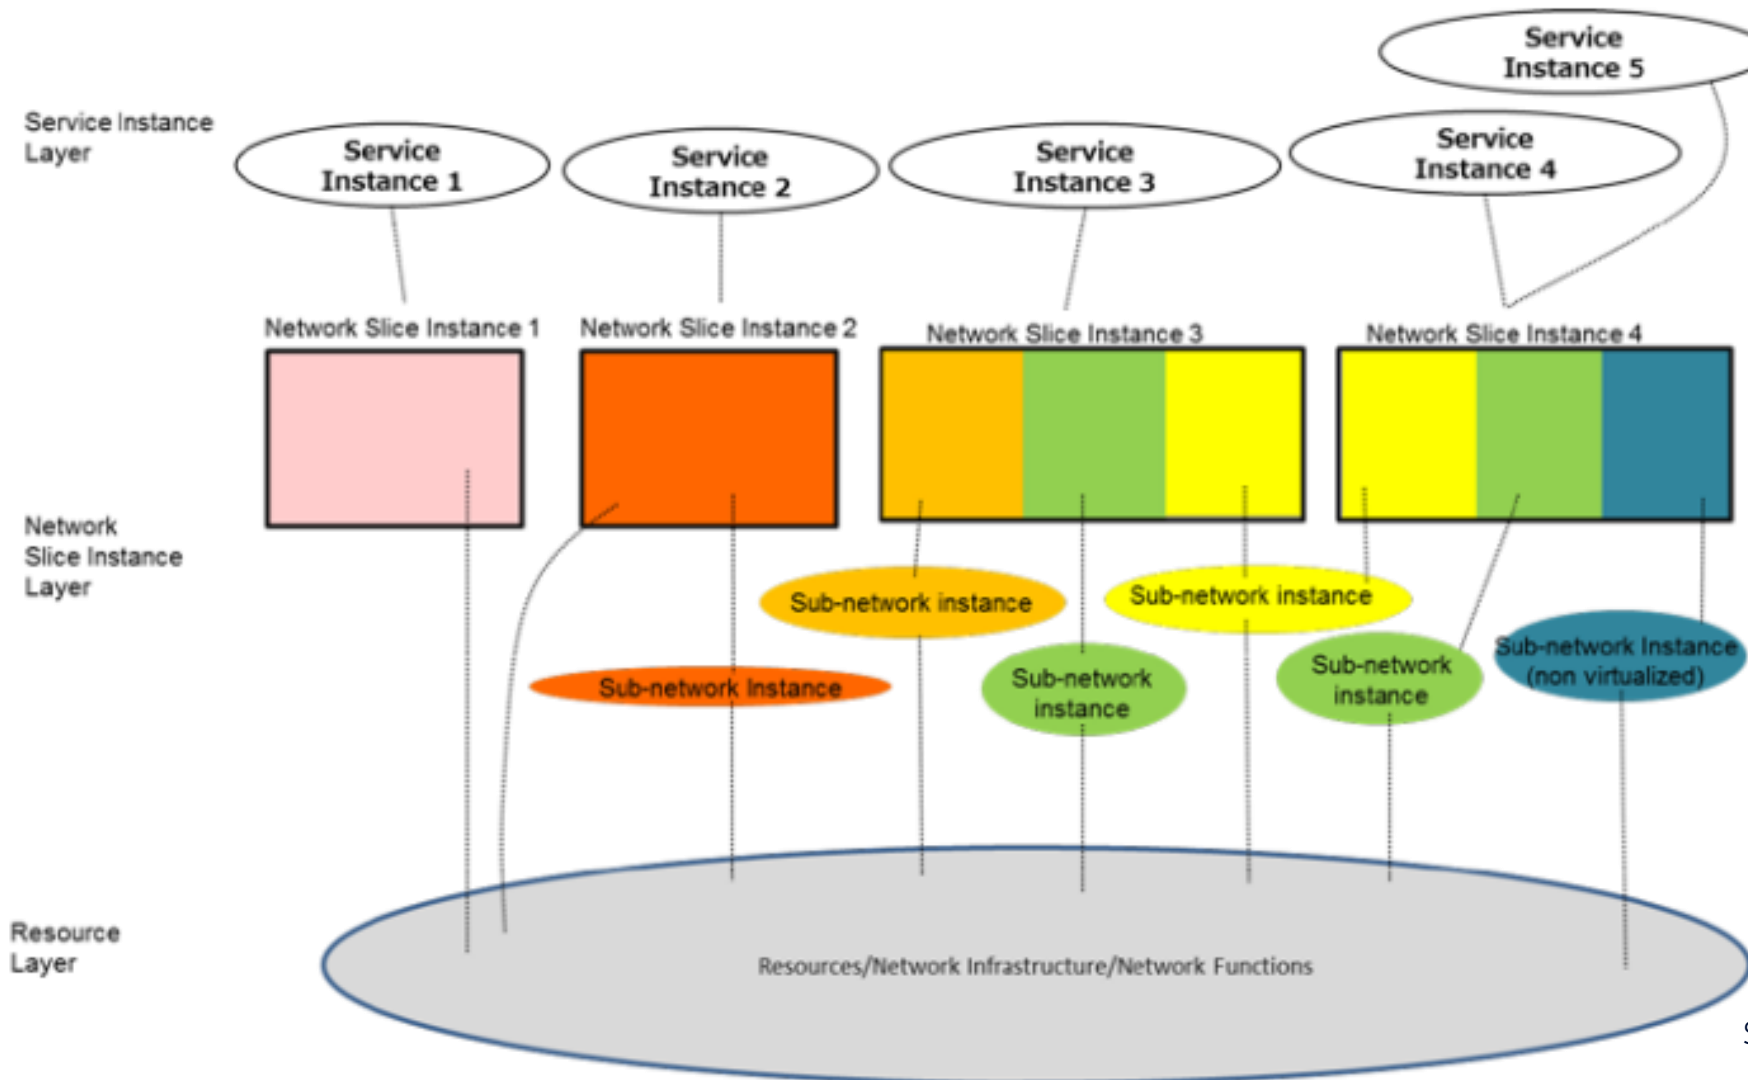 Service
Instance 5
Service Instance
Layer
Service
Instance 1
Service
Instance 2
Service
Instance 3
Service
Instance 4
Network Slice Instance 1
Network Slice Instance 2
Network Slice Instance 3
Network Slice Instance 4
Network
Slice Instance
Layer
Sub-network instance
Sub-network instance
Sub-network Instance
Sub-network
instance
Sub-network
instance
Sub-network Instance
(non virtualized)
Resource
Layer
Resources/Network Infrastructure/Network Functions